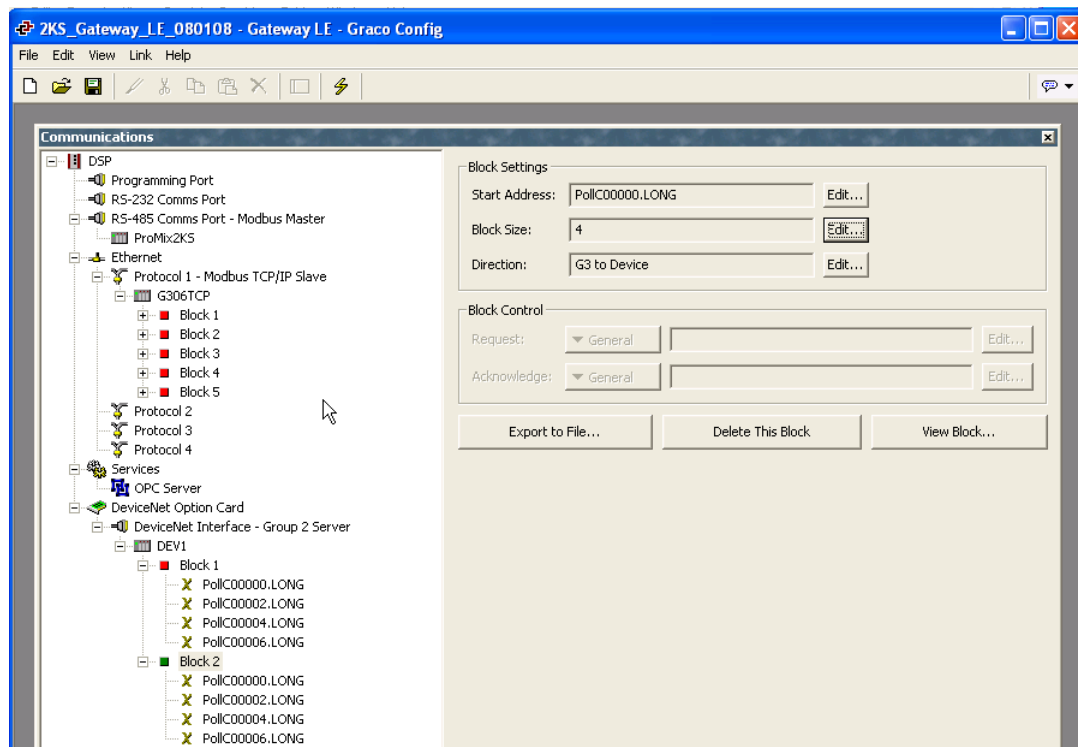 2KS_Gateway_LE_080108 - Gateway LE - Graco Config
File Edit View Link Help
Communications
DSP
Programming Port
RS-232 Comms Port
RS-485 Comms Port - Modbus Master
ProMix2KS
Ethernet
Protocol 1 - Modbus TCP/IP Slave
G306TCP
Block 1
Block 2
Block 3
Block 4
Block 5
Protocol 2
Protocol 3
Protocol 4
Services
OPC Server
DeviceNet Option Card
DeviceNet Interface - Group 2 Server
DEV1
Block 1
PollC00000.LONG
PollC00002.LONG
PollC00004.LONG
PollC00006.LONG
Block 2
PollC00000.LONG
PollC00002.LONG
PollC00004.LONG
PollC00006.LONG
Block Settings
Start Address: PollC00000.LONG Edit...
Block Size: 4 Edit...
Direction: G3 to Device Edit...
Block Control
Request: General Edit...
Acknowledge: General Edit...
Export to File... Delete This Block View Block...